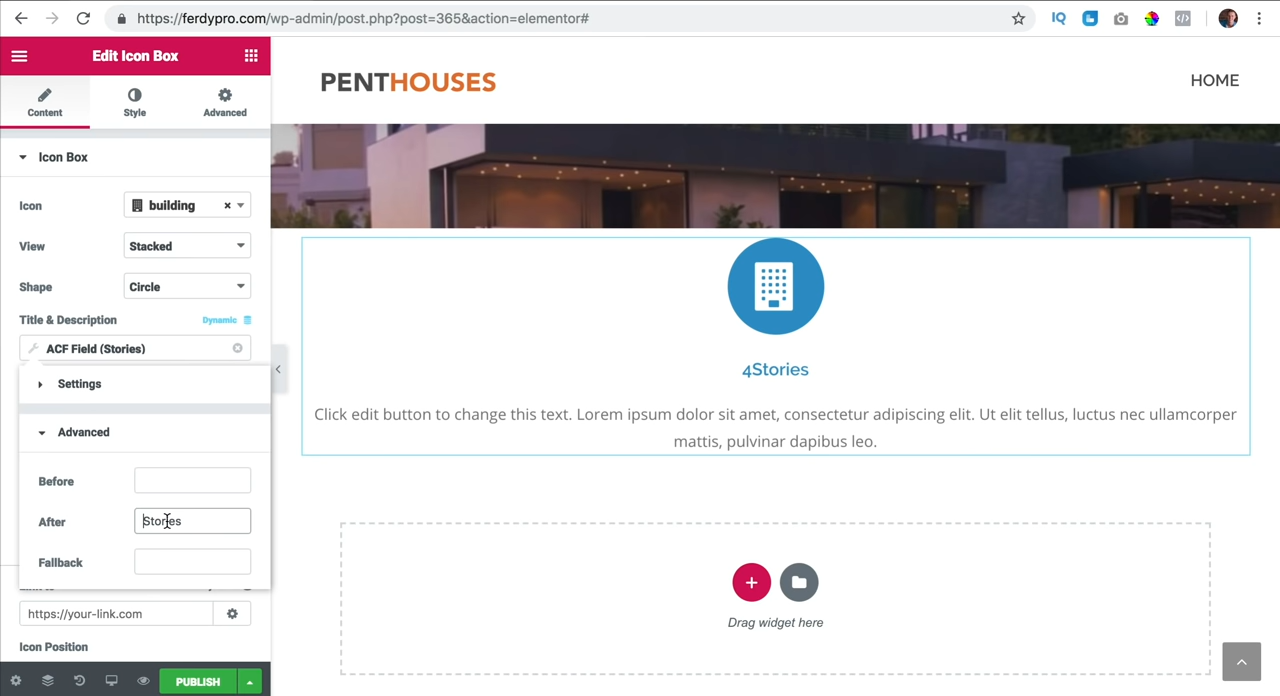 https://ferdypro.com/wp-admin/post.php?post=365&action=elementor#
IQ
Edit Icon Box
Content
Style
Advanced
Icon Box
Icon
building
View
Stacked
Shape
Circle
Title & Description
Dynamic
ACF Field (Stories)
Settings
Advanced
Before
After
Stories
Fallback
https://your-link.com
Icon Position
PUBLISH
PENTHOUSES
HOME
4Stories
Click edit button to change this text. Lorem ipsum dolor sit amet, consectetur adipiscing elit. Ut elit tellus, luctus nec ullamcorper
mattis, pulvinar dapibus leo.
Drag widget here